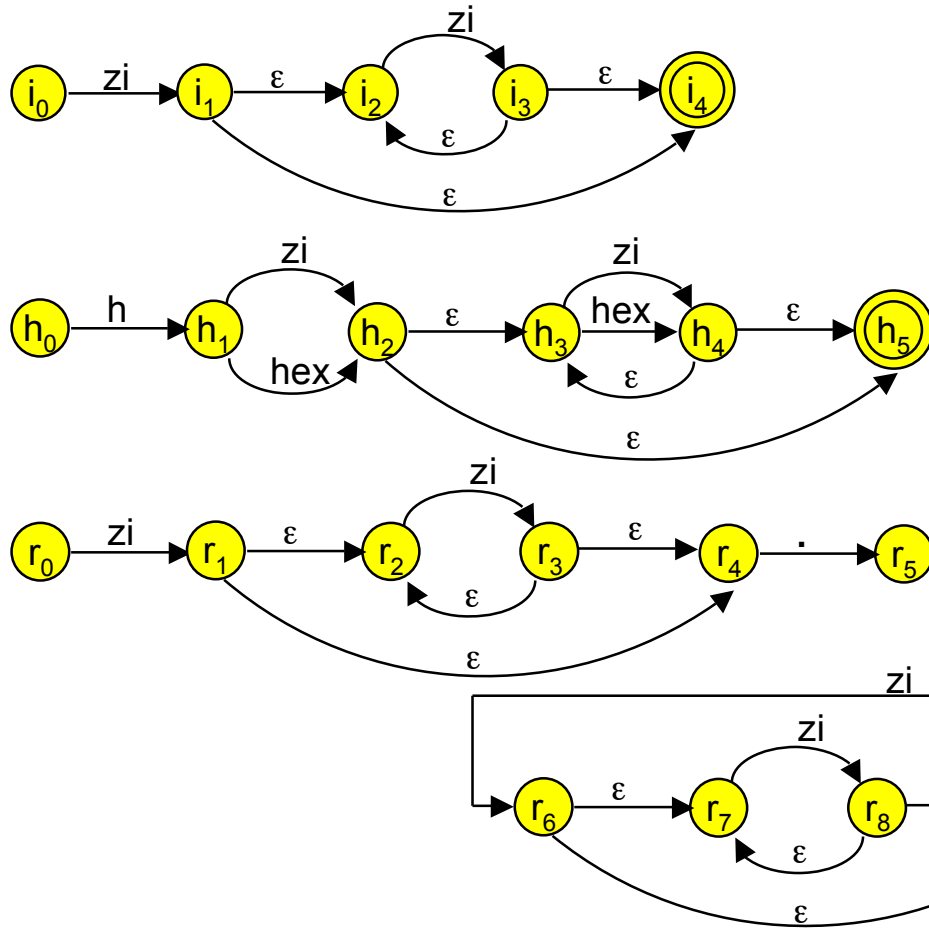 zi
i0 zi i1 ε i2 i3 ε i4
ε
ε
zi zi
h0 h h1 h2 ε h3 hex h4 ε h5
hex ε
ε
zi
r0 zi r1 ε r2 r3 ε r4 . r5
ε
ε
zi
zi
r6 ε r7 r8
ε
ε